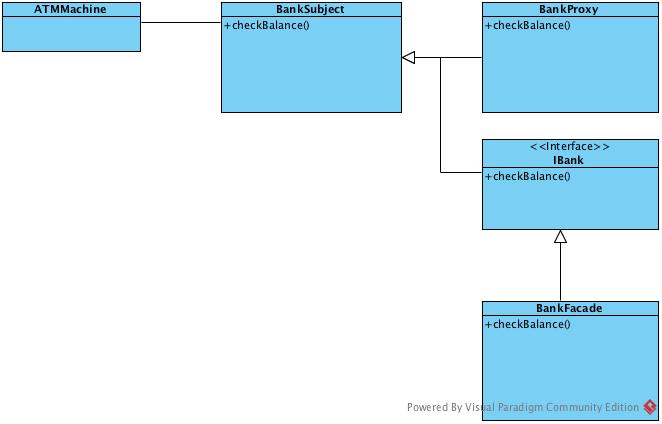 ATMMachine
BankSubject
+checkBalance()
BankProxy
+checkBalance()
<<Interface>>
IBank
+checkBalance()
BankFacade
+checkBalance()
Powered By Visual Paradigm Community Edition